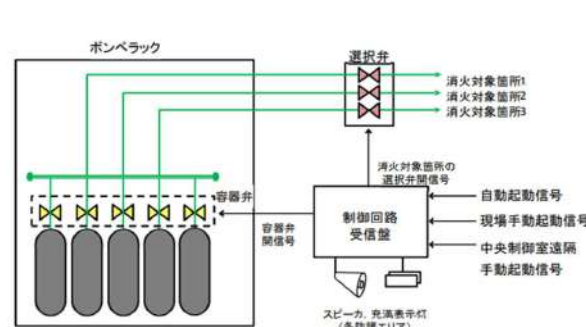 ボンベラック
選択弁
消火対象箇所1
消火対象箇所2
消火対象箇所3
消火対象箇所の
選択弁開信号
容器弁
容器弁
開信号
制御回路
受信盤
自動起動信号
現場手動起動信号
中央制御室遠隔
手動起動信号
スピーカ，充満表示灯